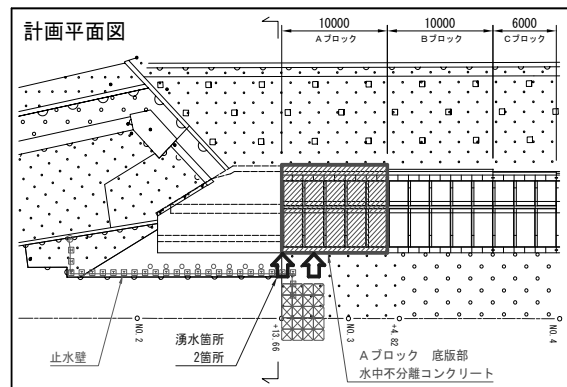 計画平面図
10000
10000
6000
Aブロック
Bブロック
Cブロック
止水壁
湧水箇所
2箇所
NO.2
+13.66
NO.3
+4.82
NO.4
Aブロック 底版部
水中不分離コンクリート